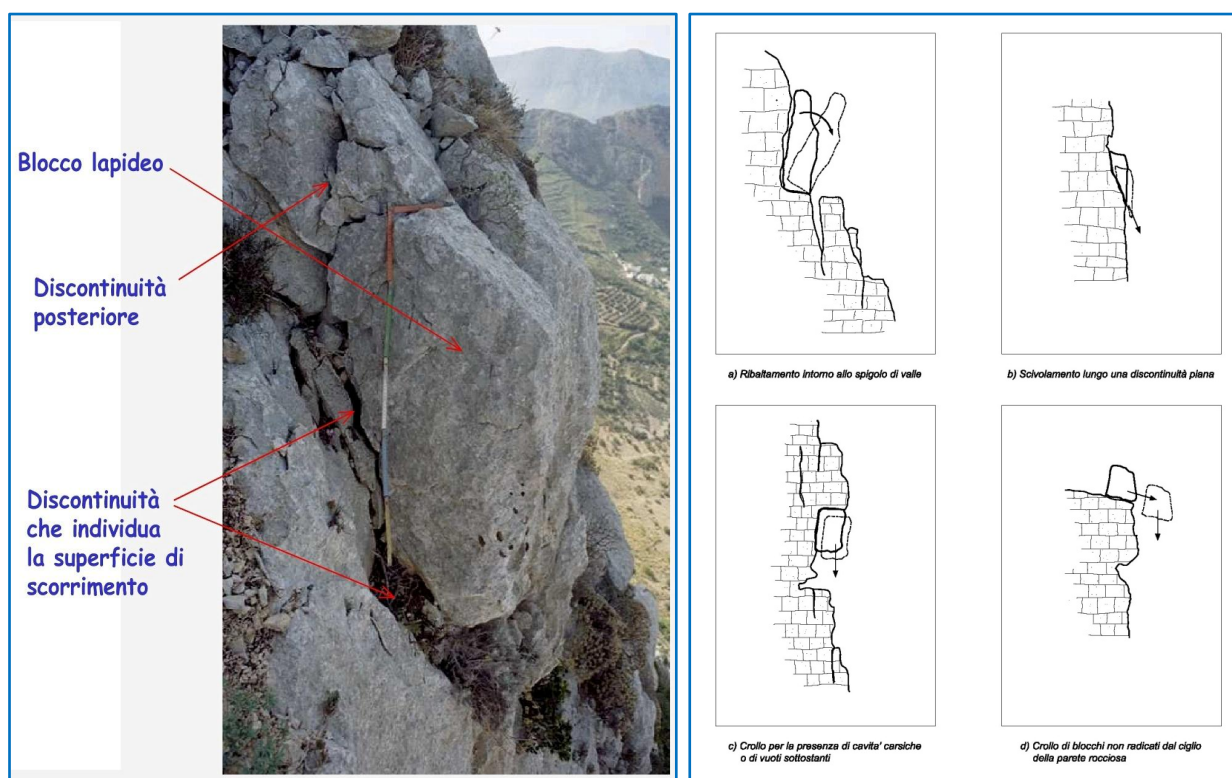 Blocco lapideo
Discontinuità
posteriore
Discontinuità
che individua
la superficie di
scorrimento
a) Ribaltamento intorno allo spigolo di valle
b) Scivolamento lungo una discontinuità piana
c) Crollo per la presenza di cavita' carsiche
o di vuoti sottostanti
d) Crollo di blocchi non radicati dal ciglio
della parete rocciosa